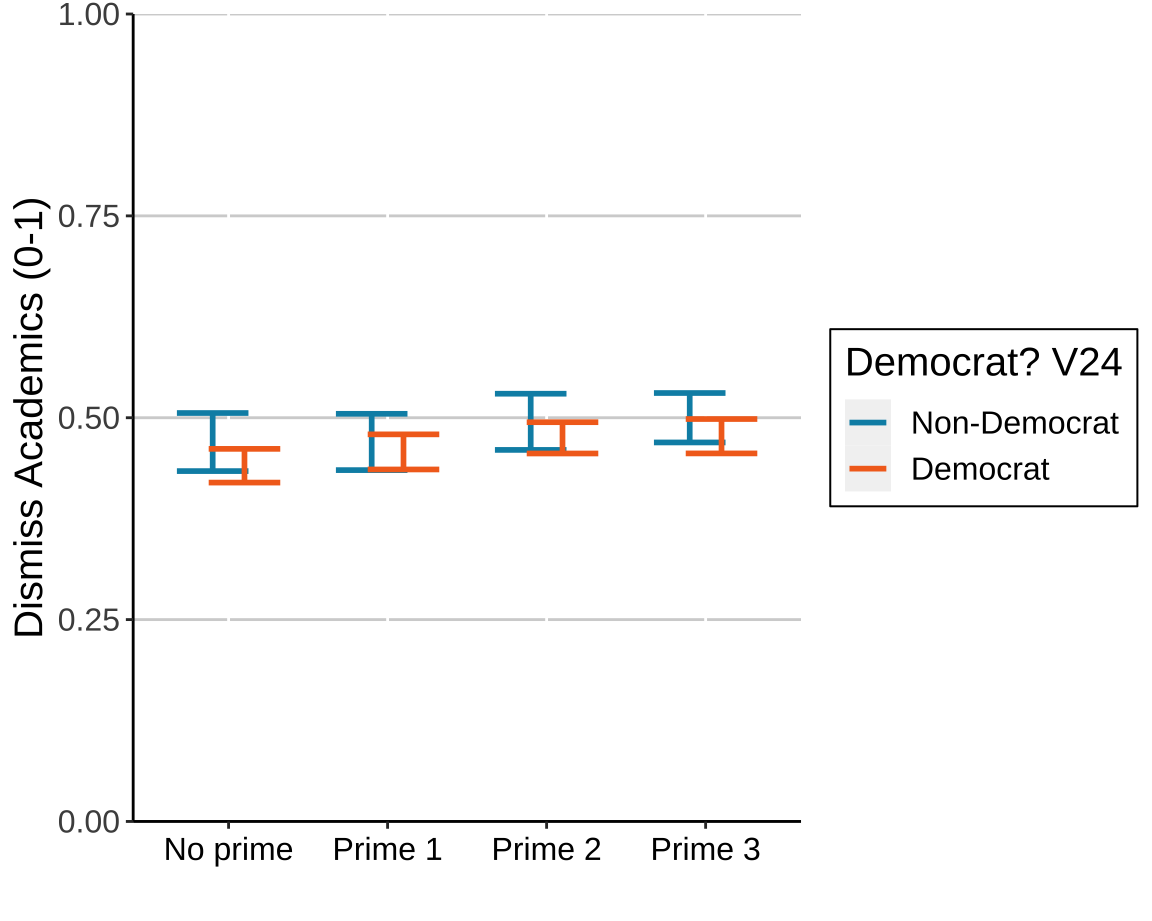 1.00
0.75
0.50
0.25
0.00
Dismiss Academics (0-1)
No prime
Prime 1
Prime 2
Prime 3
Democrat? V24
Non-Democrat
Democrat